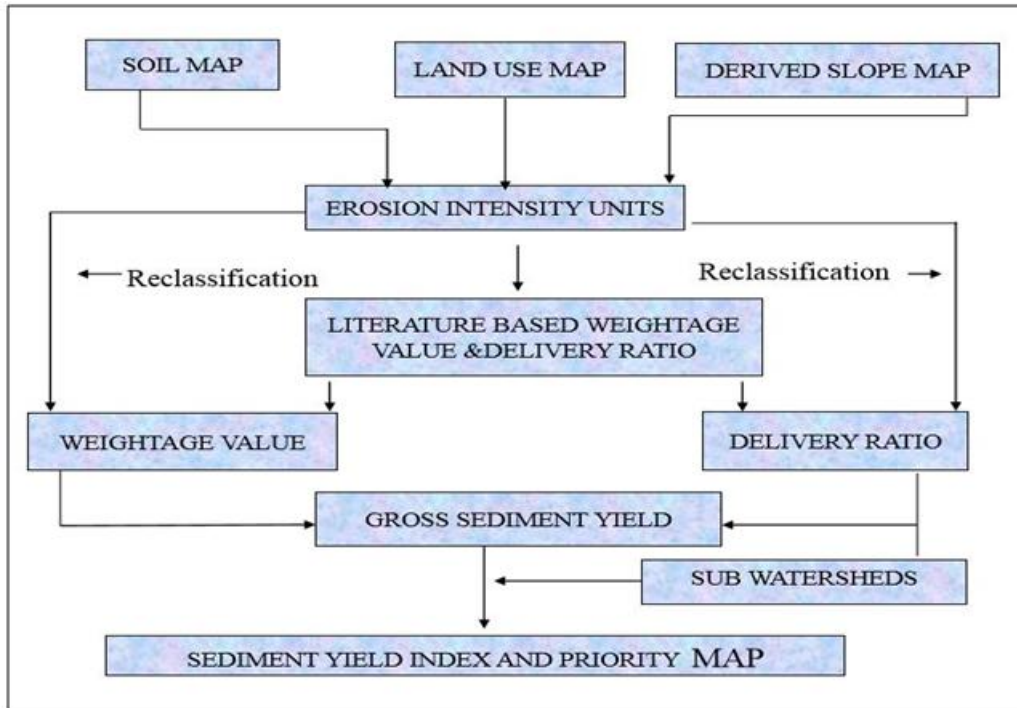 SOIL MAP
LAND USE MAP
DERIVED SLOPE MAP
EROSION INTENSITY UNITS
Reclassification
Reclassification
LITERATURE BASED WEIGHTAGE
VALUE &DELIVERY RATIO
WEIGHTAGE VALUE
DELIVERY RATIO
GROSS SEDIMENT YIELD
SUB WATERSHEDS
SEDIMENT YIELD INDEX AND PRIORITY MAP